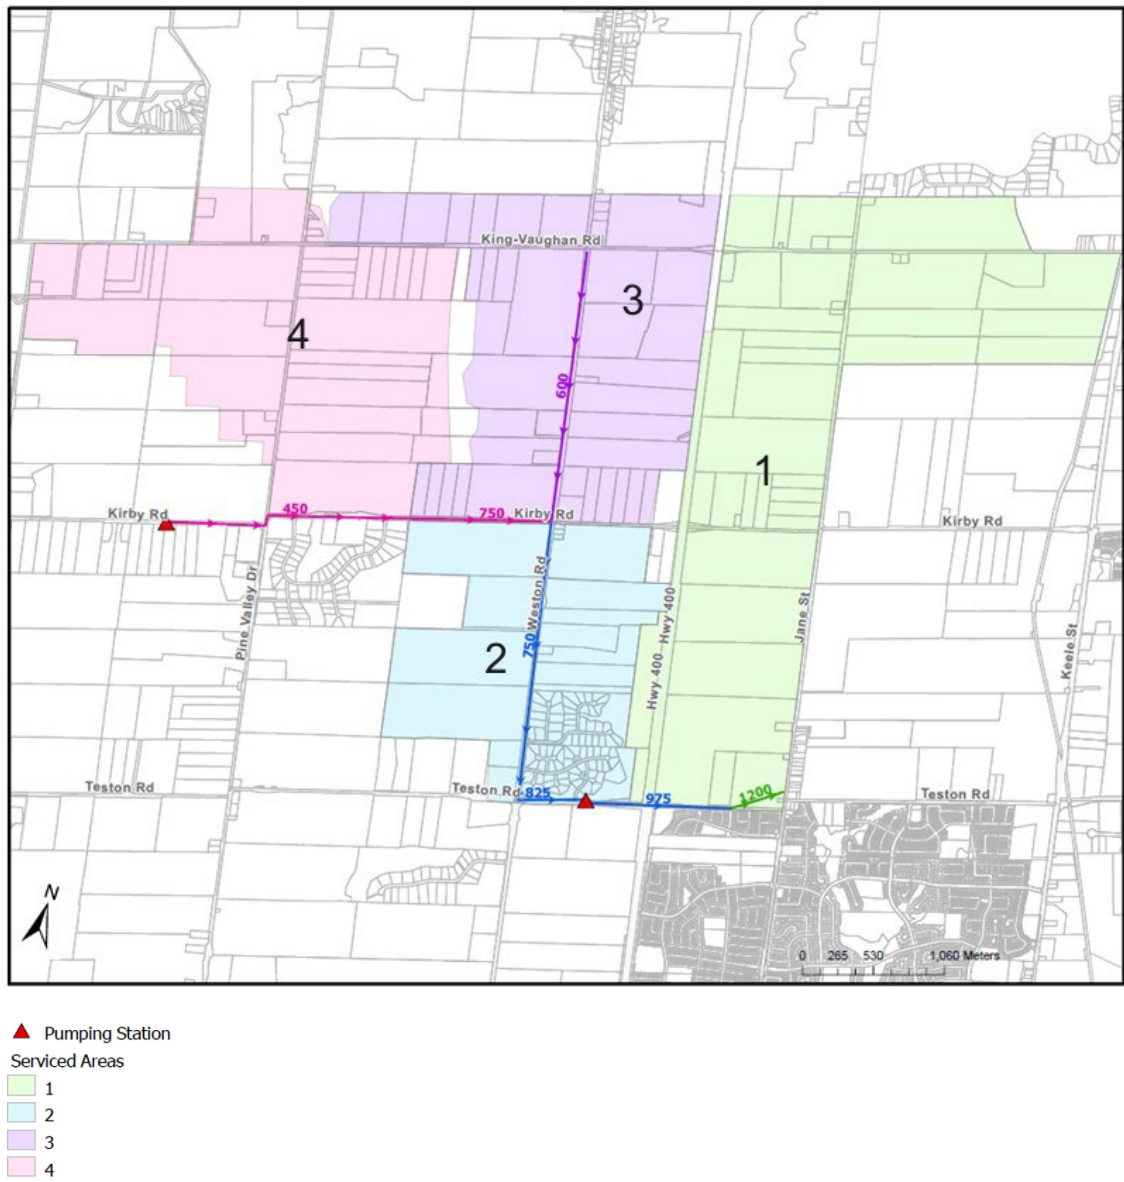 King-Vaughan Rd
3
4
600
1
450
750
Kirby Rd
Kirby Rd
Kirby Rd
Pine Valley Dr
Weston Rd
750
2
Hwy 400
Hwy 400
Jane St
Keele St
Teston Rd
Teston Rd
825
975
1200
Teston Rd
N
0 265 530 1,060 Meters
Pumping Station
Serviced Areas
1
2
3
4